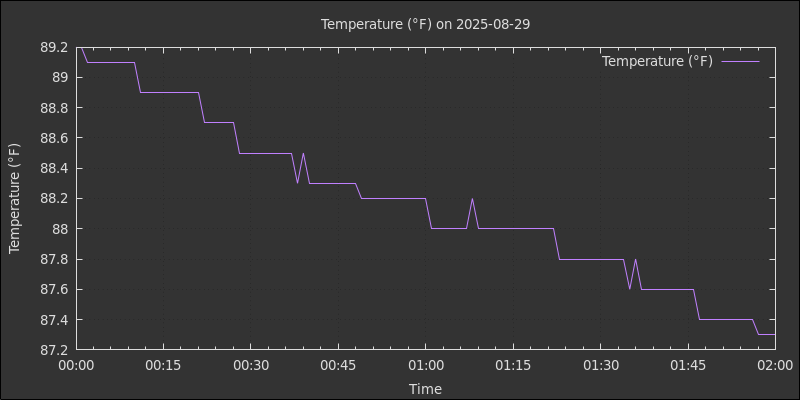 Temperature (°F) on 2025-08-29
Temperature (°F)
89.2
89
88.8
88.6
88.4
88.2
88
87.8
87.6
87.4
87.2
Temperature (°F)
00:00 00:15 00:30 00:45 01:00 01:15 01:30 01:45 02:00
Time